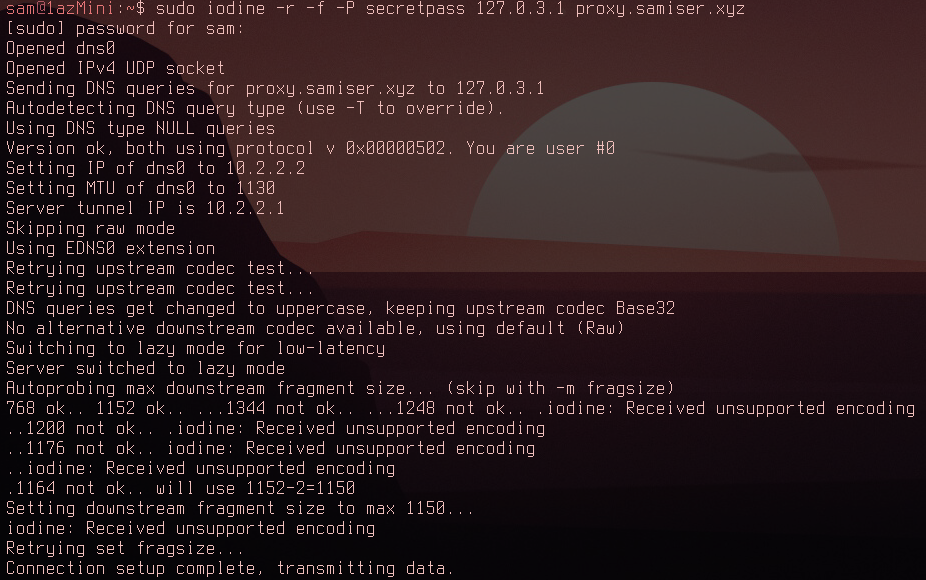 sam@1azMini:~$ sudo iodine -r -f -P secretpass 127.0.3.1 proxy.samiser.xyz
[sudo] password for sam:
Opened dns0
Opened IPv4 UDP socket
Sending DNS queries for proxy.samiser.xyz to 127.0.3.1
Autodetecting DNS query type (use -T to override).
Using DNS type NULL queries
Version ok, both using protocol v 0x00000502. You are user #0
Setting IP of dns0 to 10.2.2.2
Setting MTU of dns0 to 1130
Server tunnel IP is 10.2.2.1
Skipping raw mode
Using EDNS0 extension
Retrying upstream codec test...
Retrying upstream codec test...
DNS queries get changed to uppercase, keeping upstream codec Base32
No alternative downstream codec available, using default (Raw)
Switching to lazy mode for low-latency
Server switched to lazy mode
Autoprobing max downstream fragment size... (skip with -m fragsize)
768 ok.. 1152 ok.. ...1344 not ok.. ...1248 not ok.. .iodine: Received unsupported encoding
..1200 not ok.. .iodine: Received unsupported encoding
..1176 not ok.. iodine: Received unsupported encoding
..iodine: Received unsupported encoding
.1164 not ok.. will use 1152-2=1150
Setting downstream fragment size to max 1150...
iodine: Received unsupported encoding
Retrying set fragsize...
Connection setup complete, transmitting data.